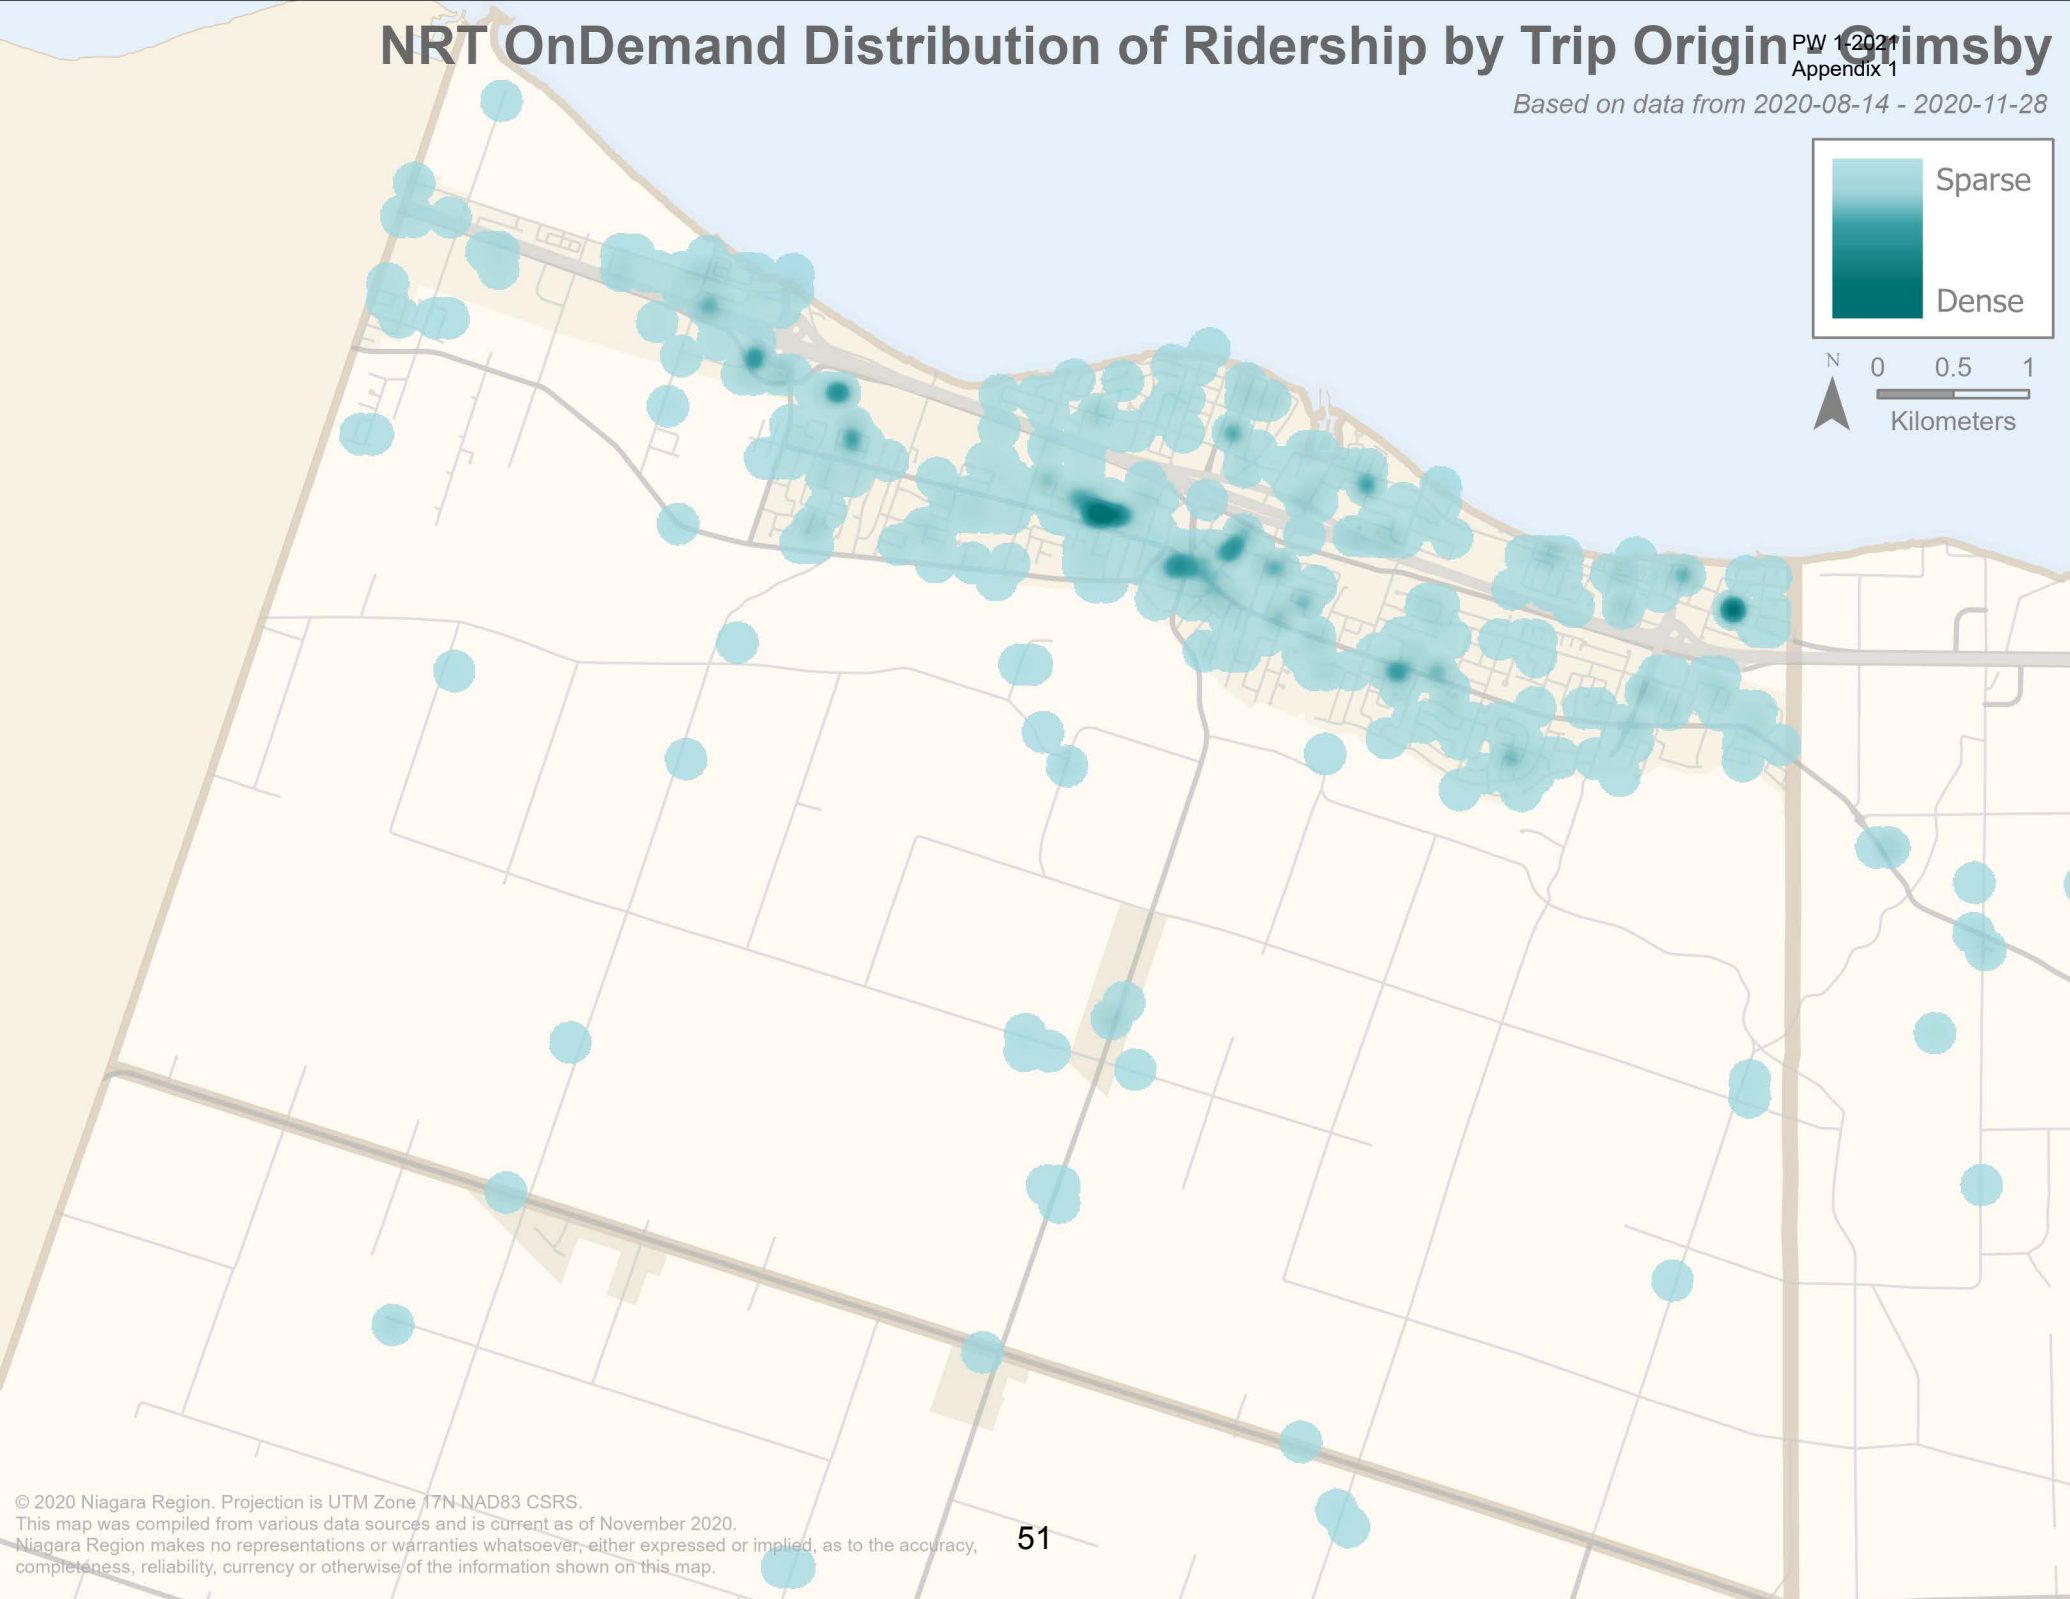 NRT OnDemand Distribution of Ridership by Trip Origin - Grimsby
PW 1-2021
Appendix 1
Based on data from 2020-08-14 - 2020-11-28
Sparse
Dense
N
0 0.5 1
Kilometers
© 2020 Niagara Region. Projection is UTM Zone 17N NAD83 CSRS.
This map was compiled from various data sources and is current as of November 2020.
Niagara Region makes no representations or warranties whatsoever, either expressed or implied, as to the accuracy,
completeness, reliability, currency or otherwise of the information shown on this map.
51